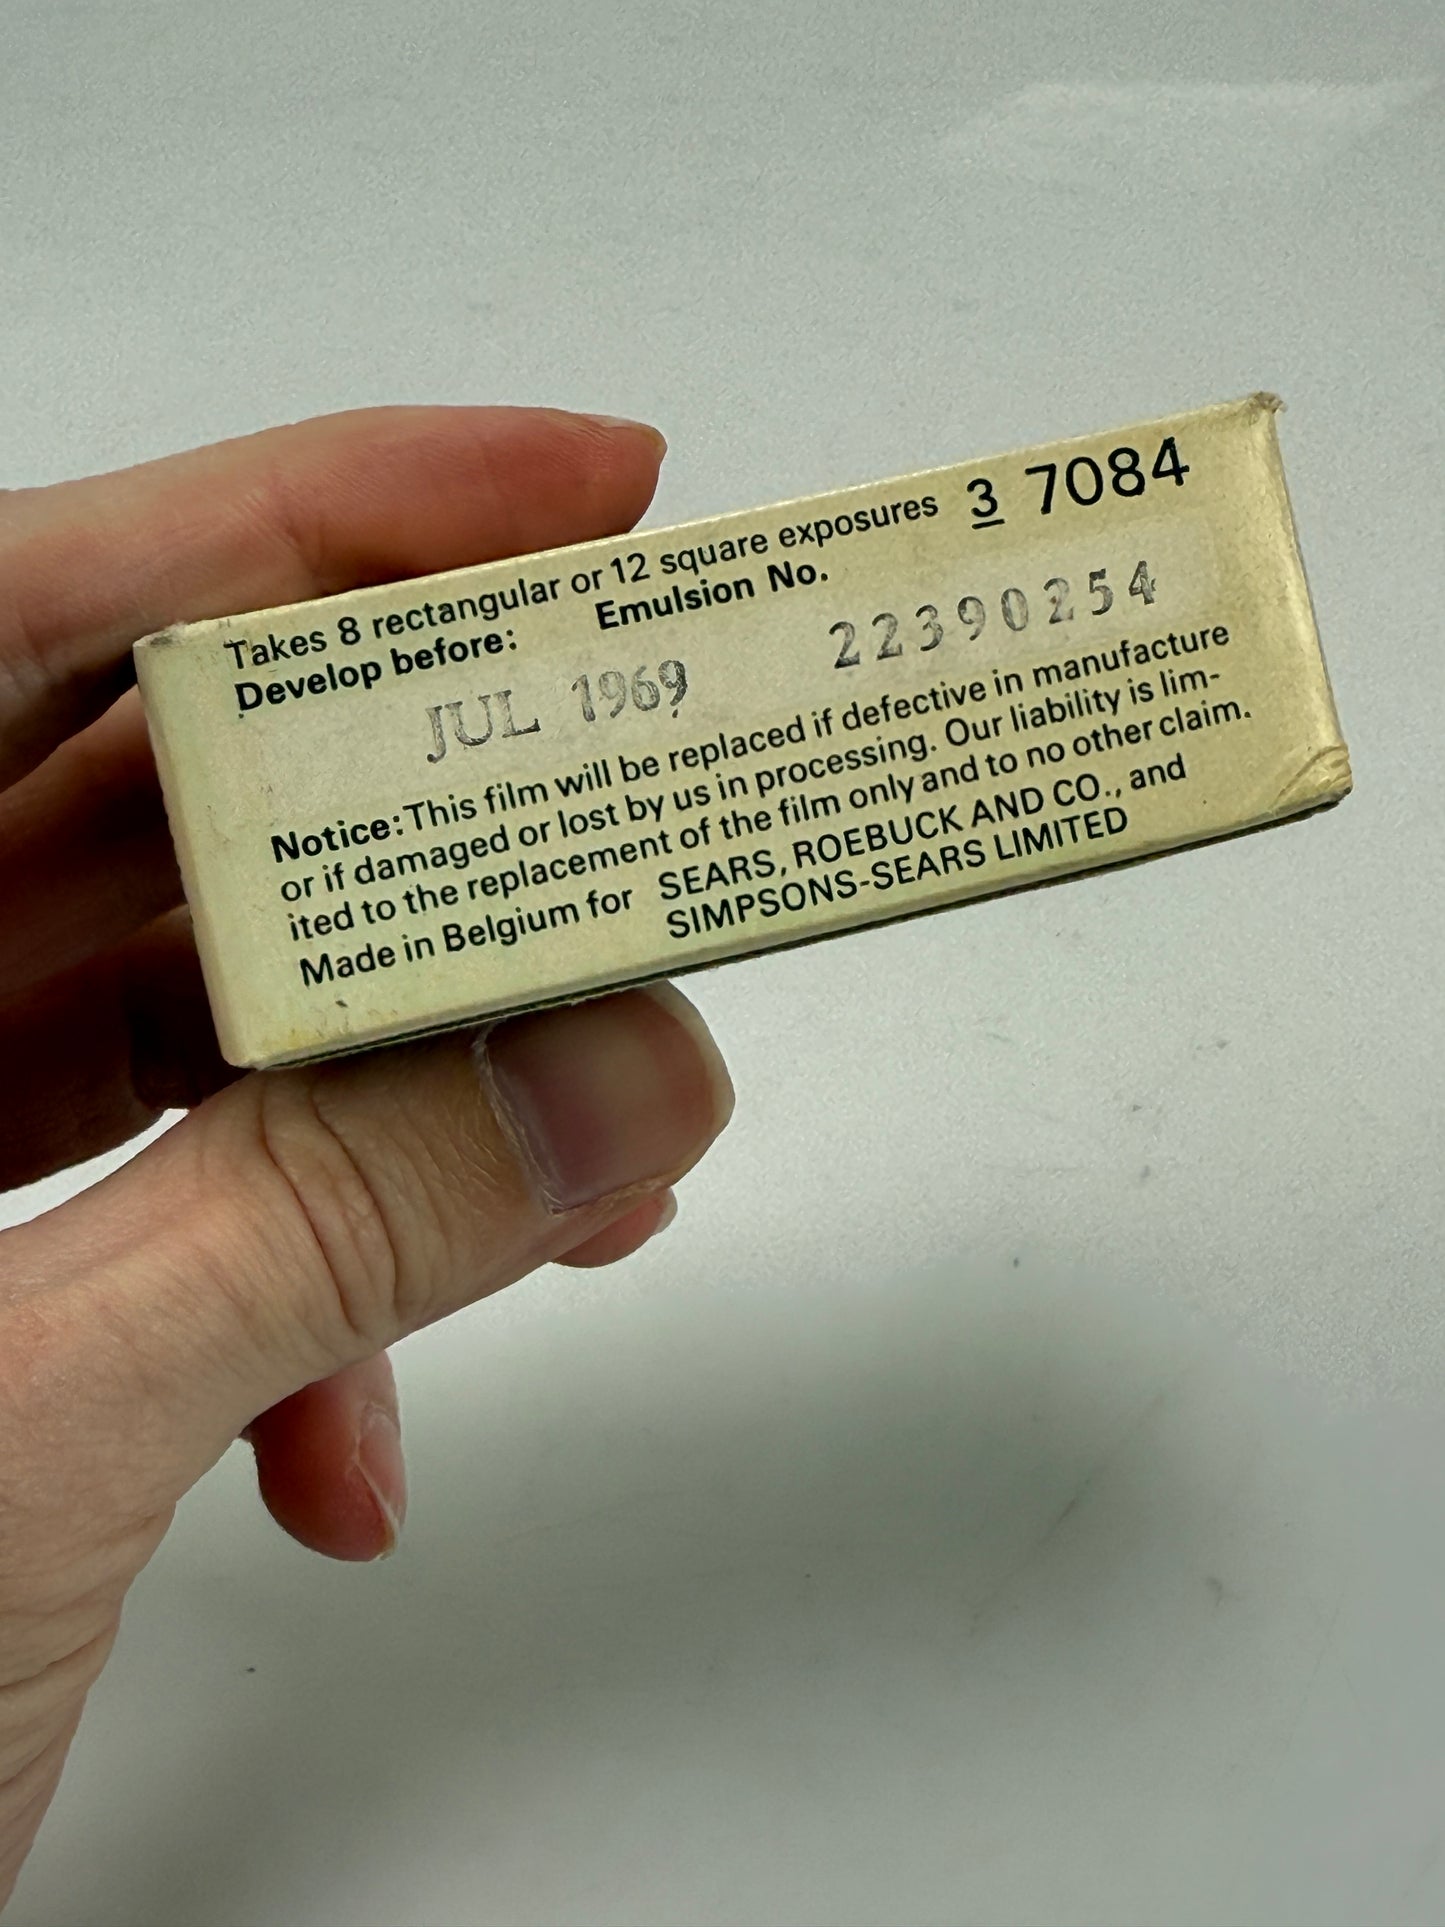 Takes 8 rectangular or 12 square exposures 3 7084
Develop before: Emulsion No.
JUL 1969 22390254
Notice: This film will be replaced if defective in manufacture
or if damaged or lost by us in processing. Our liability is lim-
ited to the replacement of the film only and to no other claim.
Made in Belgium for SEARS, ROEBUCK AND CO., and
SIMPSONS-SEARS LIMITED